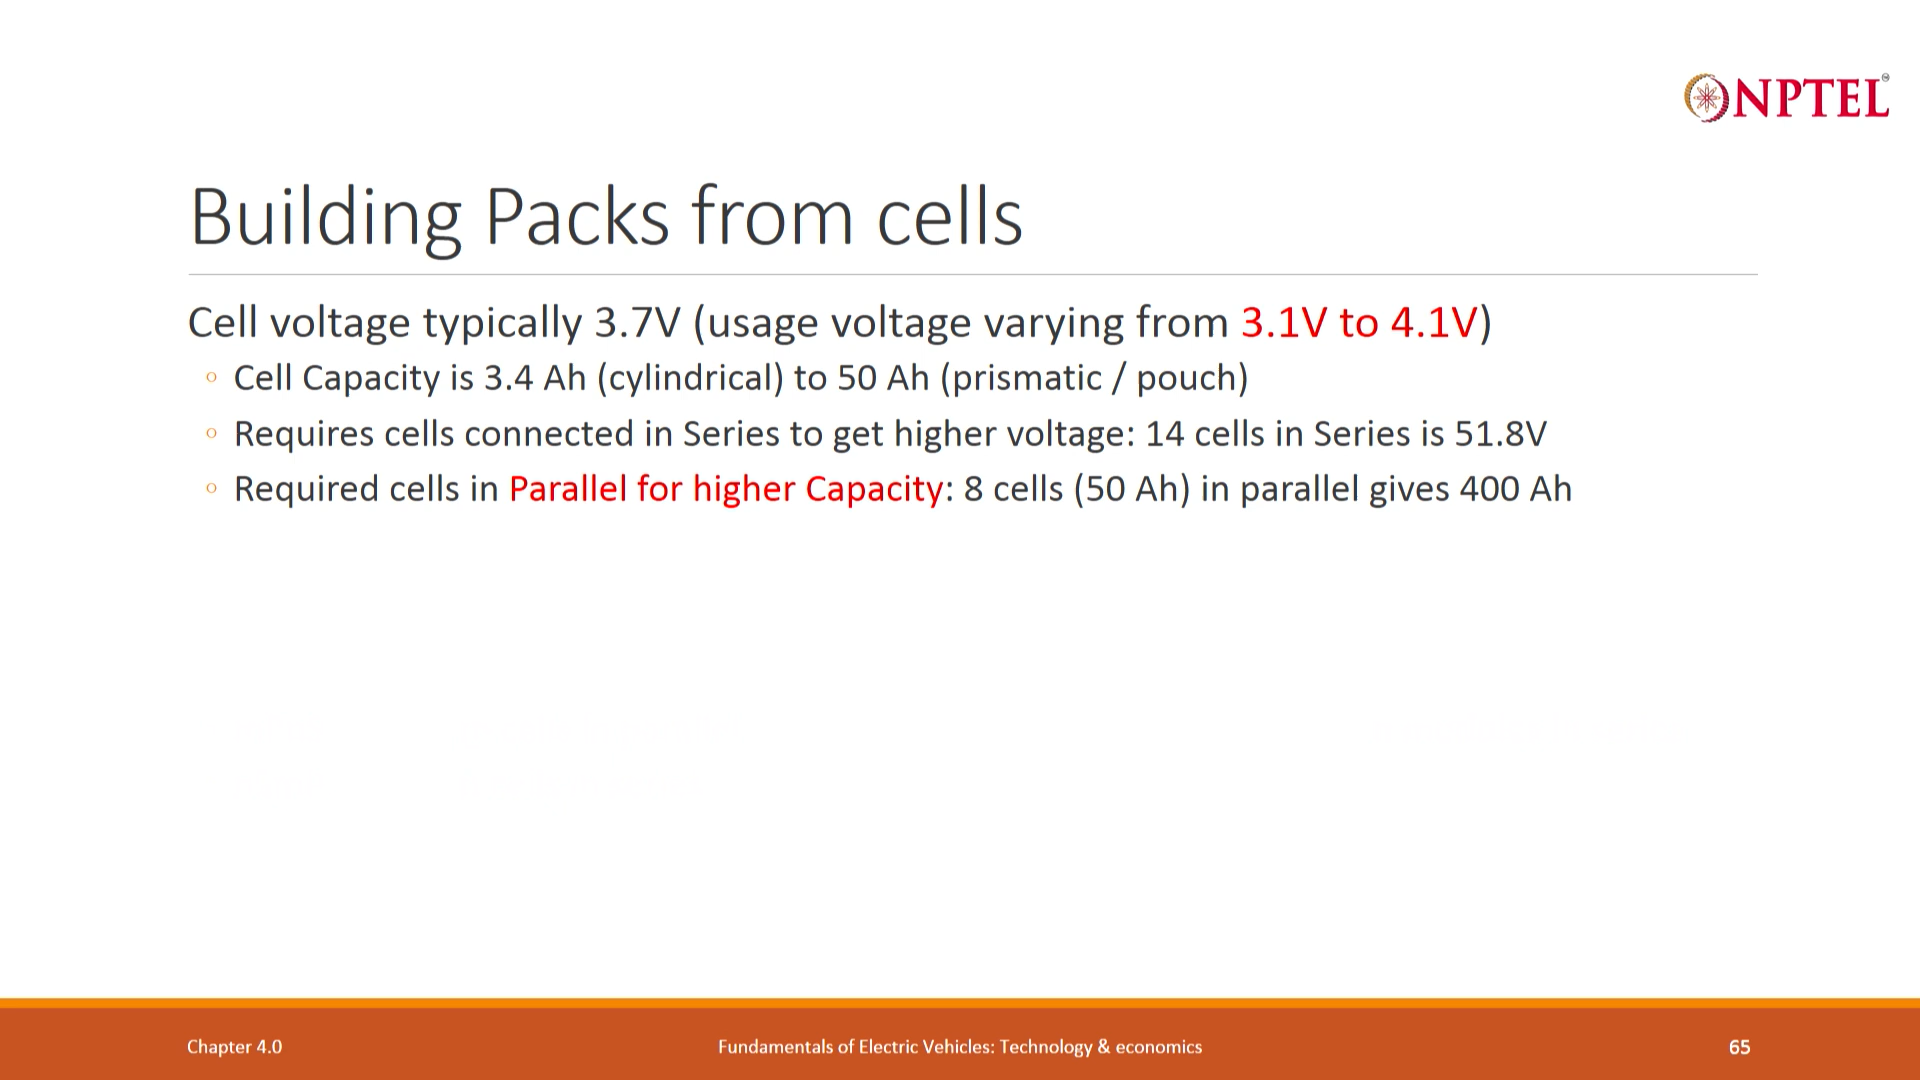 NPTEL
Building Packs from cells
Cell voltage typically 3.7V (usage voltage varying from 3.1V to 4.1V)
◦ Cell Capacity is 3.4 Ah (cylindrical) to 50 Ah (prismatic / pouch)
◦ Requires cells connected in Series to get higher voltage: 14 cells in Series is 51.8V
◦ Required cells in Parallel for higher Capacity: 8 cells (50 Ah) in parallel gives 400 Ah
Chapter 4.0
Fundamentals of Electric Vehicles: Technology & economics
65